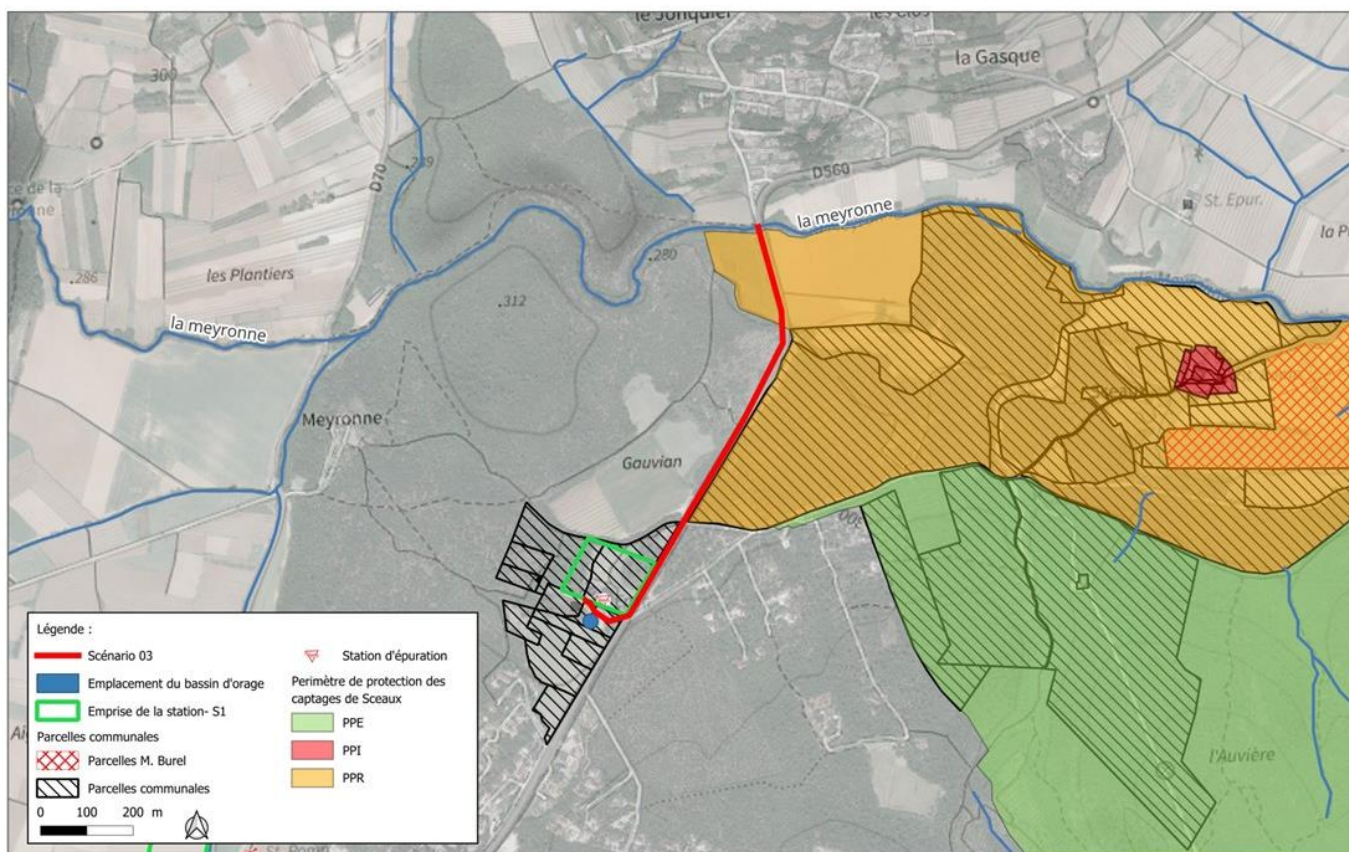 le Jonquier
les Clos
la Gasque
300
D70
D560
la meyronne
St. Epur.
.286
les Plantiers
.280
.312
la meyronne
Meyronne
Gauvian
l'Auvière
Légende :
Scénario 03
Emplacement du bassin d'orage
Emprise de la station- S1
Parcelles communales
Parcelles M. Burel
Parcelles communales
0 100 200 m
Station d'épuration
Perimètre de protection des
captages de Sceaux
PPE
PPI
PPR